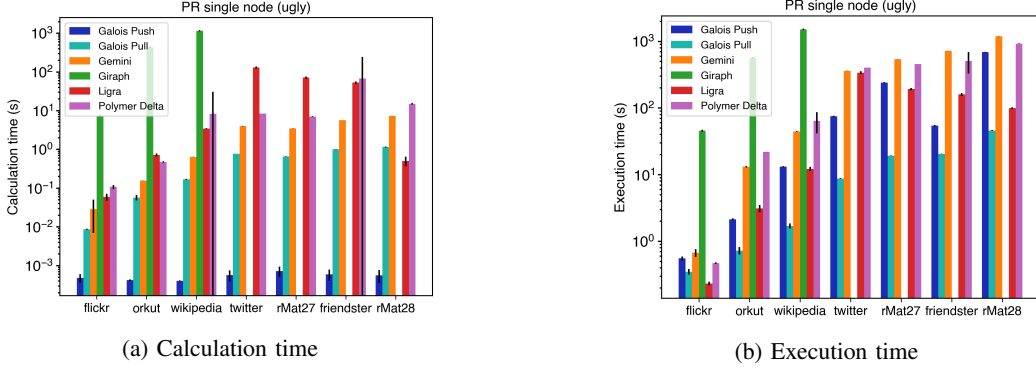 PR single node (ugly)
Calculation time (s)
10³
10²
10¹
10⁰
10⁻¹
10⁻²
10⁻³
Galois Push
Galois Pull
Gemini
Giraph
Ligra
Polymer Delta
flickr orkut wikipedia twitter rMat27 friendster rMat28
(a) Calculation time
PR single node (ugly)
Execution time (s)
10³
10²
10¹
10⁰
Galois Push
Galois Pull
Gemini
Giraph
Ligra
Polymer Delta
flickr orkut wikipedia twitter rMat27 friendster rMat28
(b) Execution time